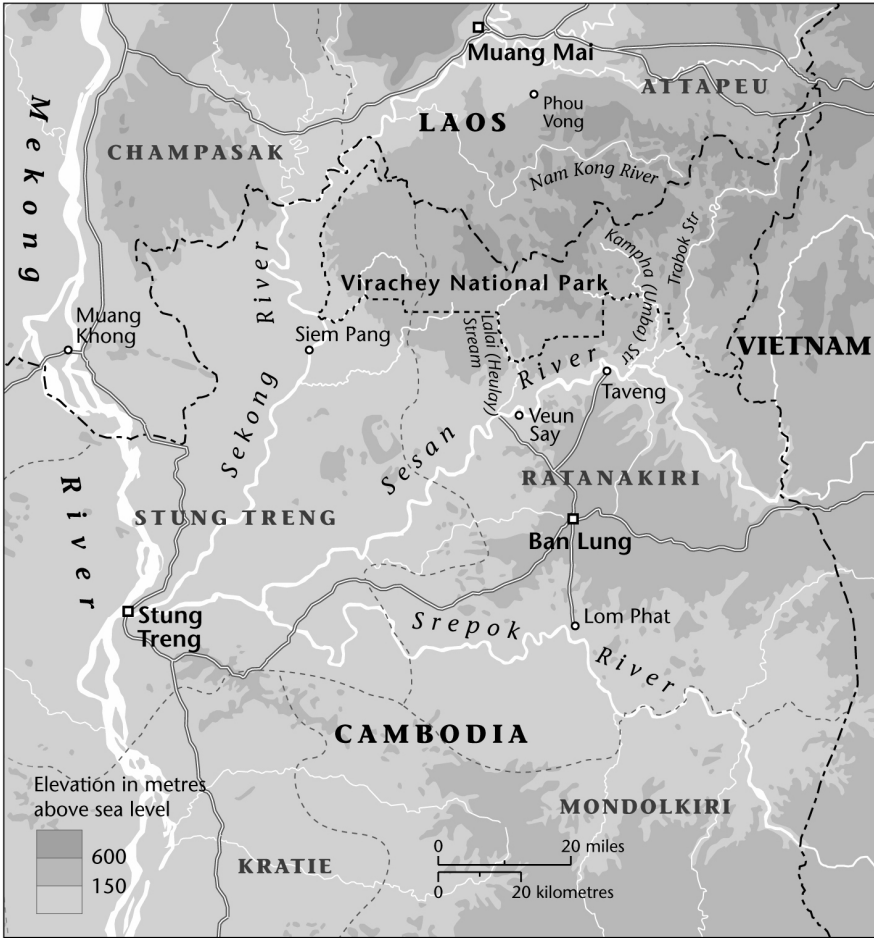 Muang Mai
ATTAPEU
Phou
Vong
LAOS
Mekong
CHAMPASAK
Nam Kong River
Kampha (Umba) Str
Trabok Str
River
Virachey National Park
Muang
Khong
Siem Pang
Lalai (Heulay)
Stream
River
VIETNAM
Taveng
Sekong
Veun
Say
Sesan
RATANAKIRI
River
STUNG TRENG
Ban Lung
Stung
Treng
Srepok
Lom Phat
River
CAMBODIA
Elevation in metres
above sea level
600
150
MONDOLKIRI
KRATIE
0 20 miles
0 20 kilometres